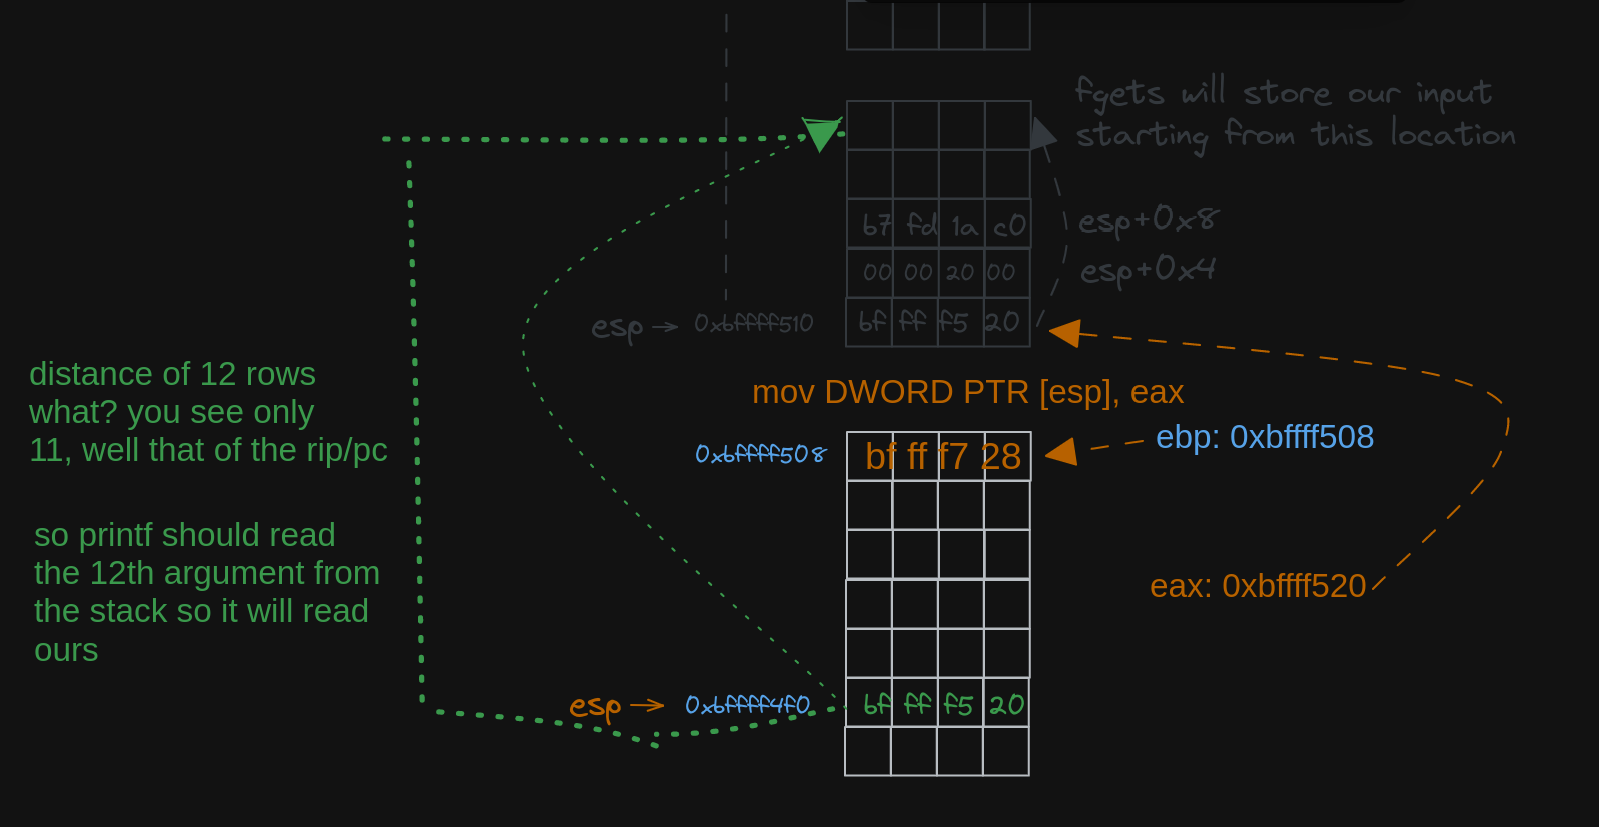 fgets will store our input
starting from this location
b7 fd 1a c0
esp+0x8
00 00 20 00
esp+0x4
esp → 0xbffff510
bf ff f5 20
distance of 12 rows
what? you see only
11, well that of the rip/pc
mov DWORD PTR [esp], eax
0xbffff508
bf ff f7 28
ebp: 0xbffff508
so printf should read
the 12th argument from
the stack so it will read
ours
eax: 0xbffff520
esp → 0xbffff4f0
bf ff f5 20